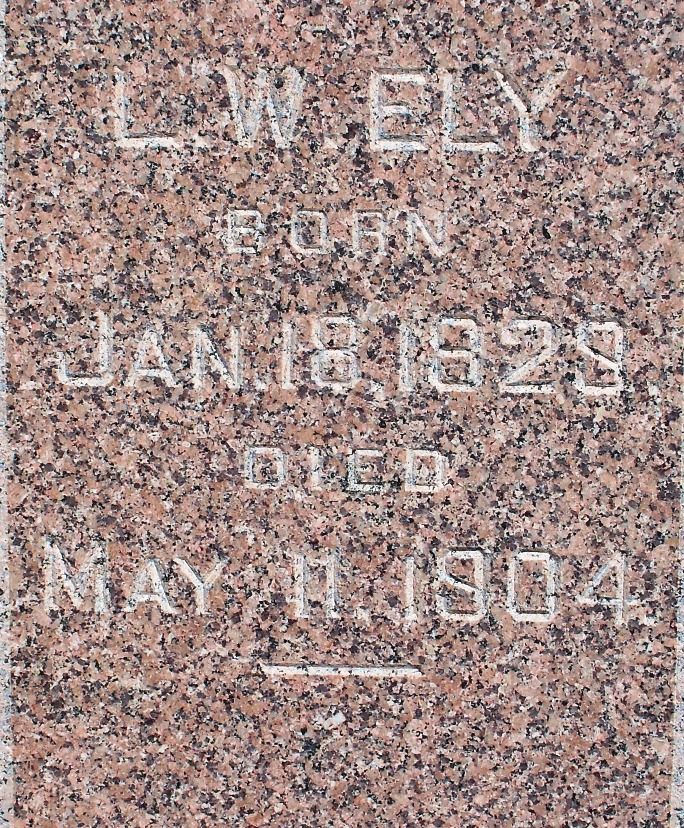 L.W. ELY
BORN
JAN. 18, 1829.
DIED
MAY 11, 1904.